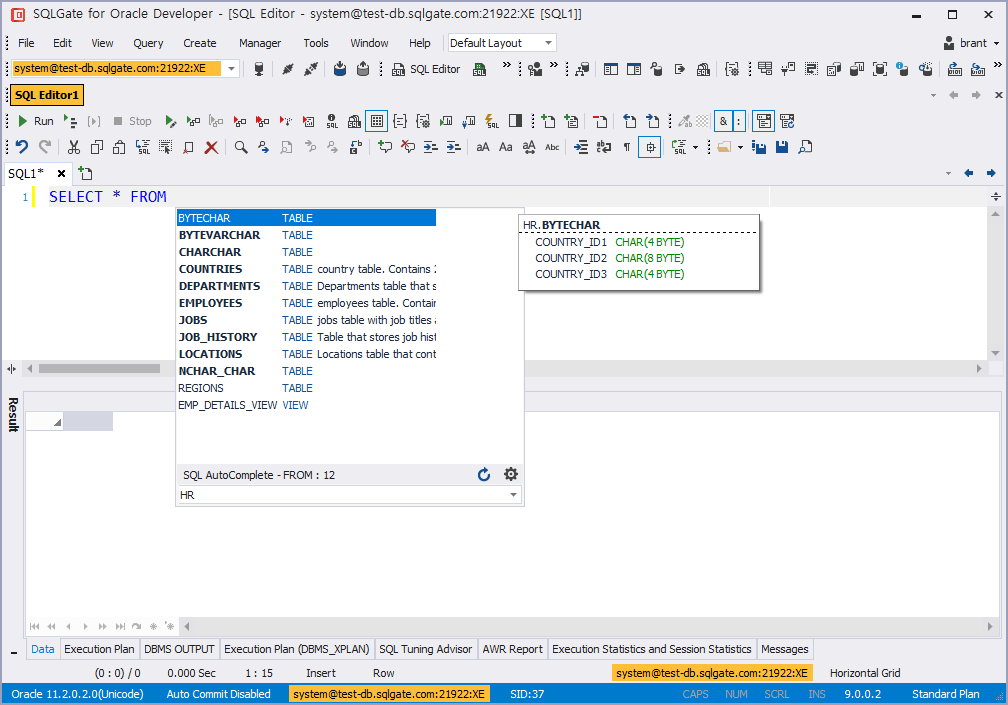 SQLGate for Oracle Developer - [SQL Editor - system@test-db.sqlgate.com:21922:XE [SQL1]]
File Edit View Query Create Manager Tools Window Help Default Layout brant
system@test-db.sqlgate.com:21922:XE SQL Editor
SQL Editor1
Run Stop
SQL1*
1 SELECT * FROM
BYTECHAR TABLE
BYTEVARCHAR TABLE
CHARCHAR TABLE
COUNTRIES TABLE country table. Contains
DEPARTMENTS TABLE Departments table that s
EMPLOYEES TABLE employees table. Contain
JOBS TABLE jobs table with job titles
JOB_HISTORY TABLE Table that stores job hist
LOCATIONS TABLE Locations table that cont
NCHAR_CHAR TABLE
REGIONS TABLE
EMP_DETAILS_VIEW VIEW
SQL AutoComplete - FROM : 12
HR
HR.BYTECHAR
COUNTRY_ID1 CHAR(4 BYTE)
COUNTRY_ID2 CHAR(8 BYTE)
COUNTRY_ID3 CHAR(4 BYTE)
Result
Data Execution Plan DBMS OUTPUT Execution Plan (DBMS_XPLAN) SQL Tuning Advisor AWR Report Execution Statistics and Session Statistics Messages
(0 : 0) / 0 0.000 Sec 1 : 15 Insert Row system@test-db.sqlgate.com:21922:XE Horizontal Grid
Oracle 11.2.0.2.0(Unicode) Auto Commit Disabled system@test-db.sqlgate.com:21922:XE SID:37 CAPS NUM SCRL INS 9.0.0.2 Standard Plan